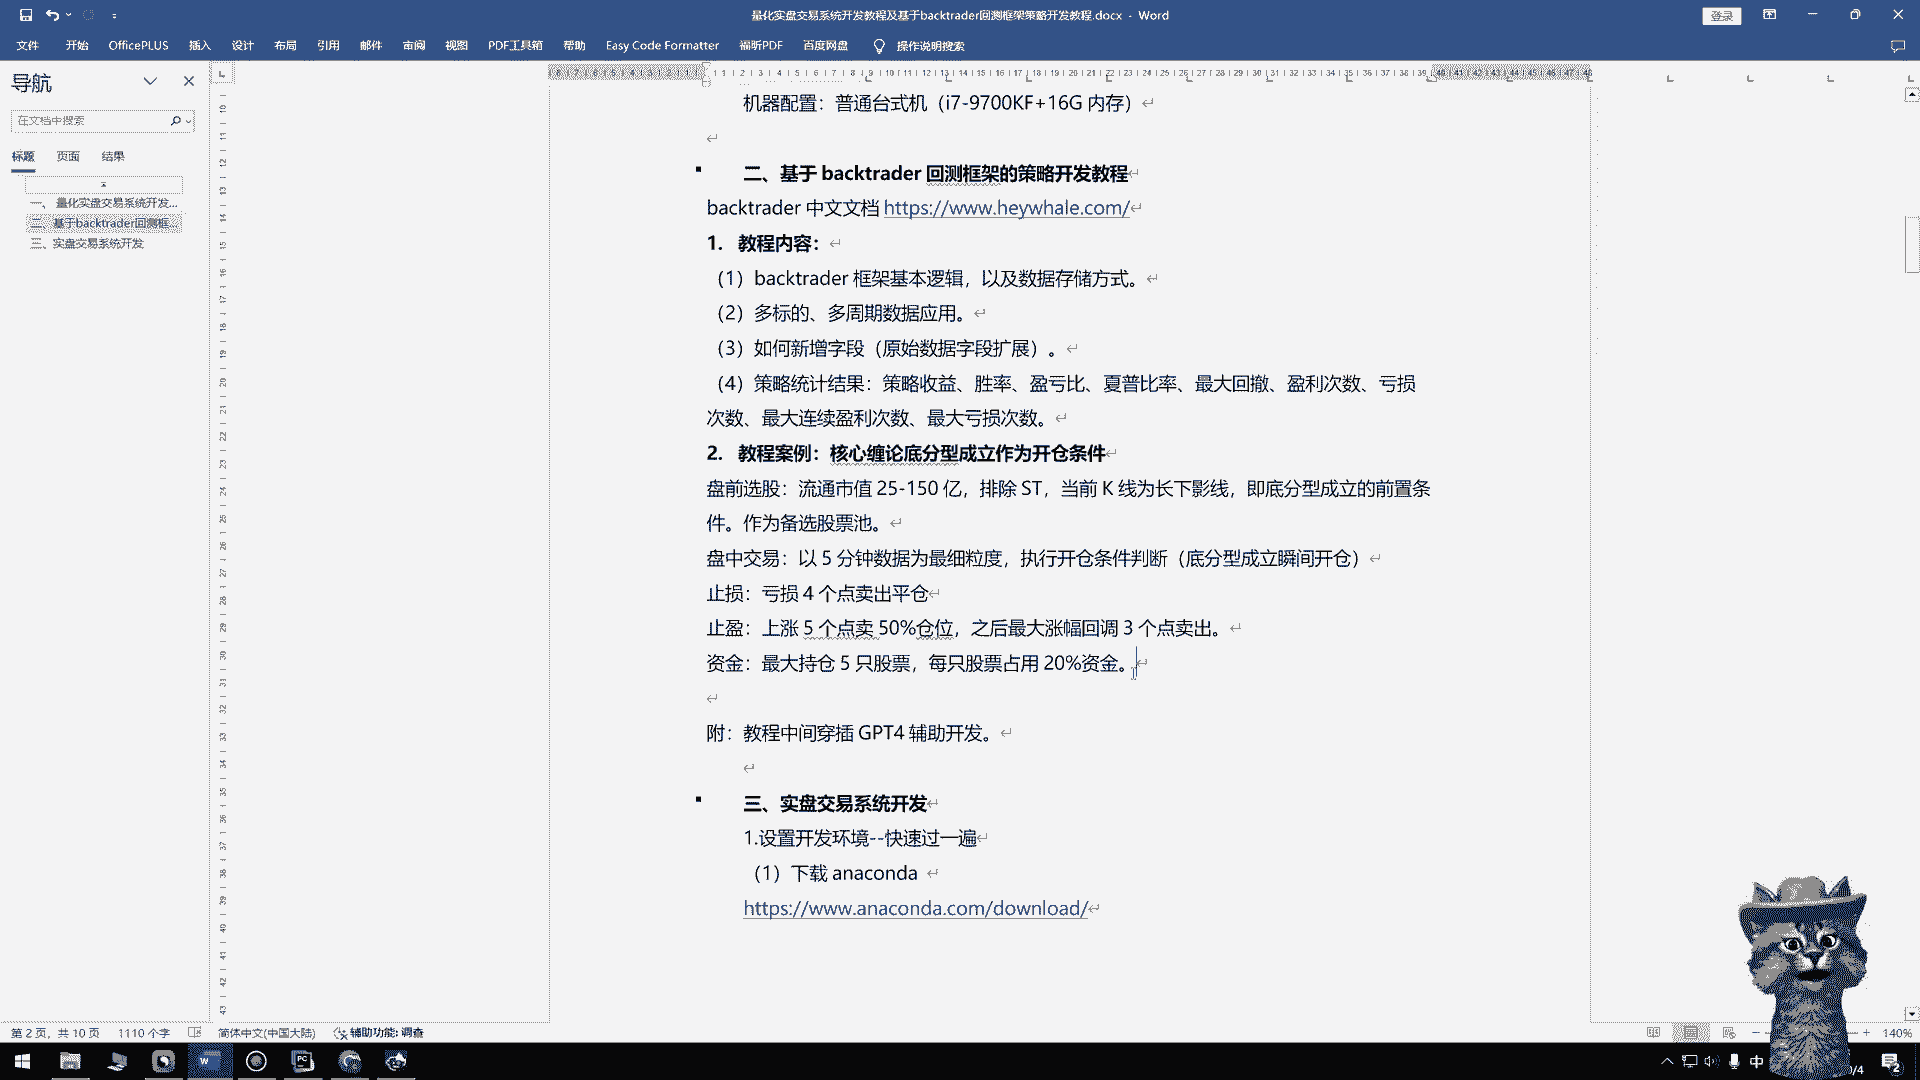 量化实盘交易系统开发教程及基于backtrader回测框架策略开发教程.docx - Word
登录
文件 开始 OfficePLUS 插入 设计 布局 引用 邮件 审阅 视图 PDF工具箱 帮助 Easy Code Formatter 福昕PDF 百度网盘 操作说明搜索
导航
在文档中搜索
标题 页面 结果
一、 量化实盘交易系统开发...
二、基于backtrader回测框...
三、实盘交易系统开发
机器配置：普通台式机（i7-9700KF+16G 内存）
二、基于 backtrader 回测框架的策略开发教程
backtrader 中文文档 https://www.heywhale.com/
1. 教程内容：
（1）backtrader 框架基本逻辑，以及数据存储方式。
（2）多标的、多周期数据应用。
（3）如何新增字段（原始数据字段扩展）。
（4）策略统计结果：策略收益、胜率、盈亏比、夏普比率、最大回撤、盈利次数、亏损
次数、最大连续盈利次数、最大亏损次数。
2. 教程案例：核心缠论底分型成立作为开仓条件
盘前选股：流通市值 25-150 亿，排除 ST，当前 K 线为长下影线，即底分型成立的前置条
件。作为备选股票池。
盘中交易：以 5 分钟数据为最细粒度，执行开仓条件判断（底分型成立瞬间开仓）
止损：亏损 4 个点卖出平仓
止盈：上涨 5 个点卖 50%仓位，之后最大涨幅回调 3 个点卖出。
资金：最大持仓 5 只股票，每只股票占用 20%资金。
附：教程中间穿插 GPT4 辅助开发。
三、实盘交易系统开发
1.设置开发环境--快速过一遍
（1）下载 anaconda
https://www.anaconda.com/download/
第 2 页，共 10 页 1110 个字 简体中文(中国大陆) 辅助功能: 调查
140%
中